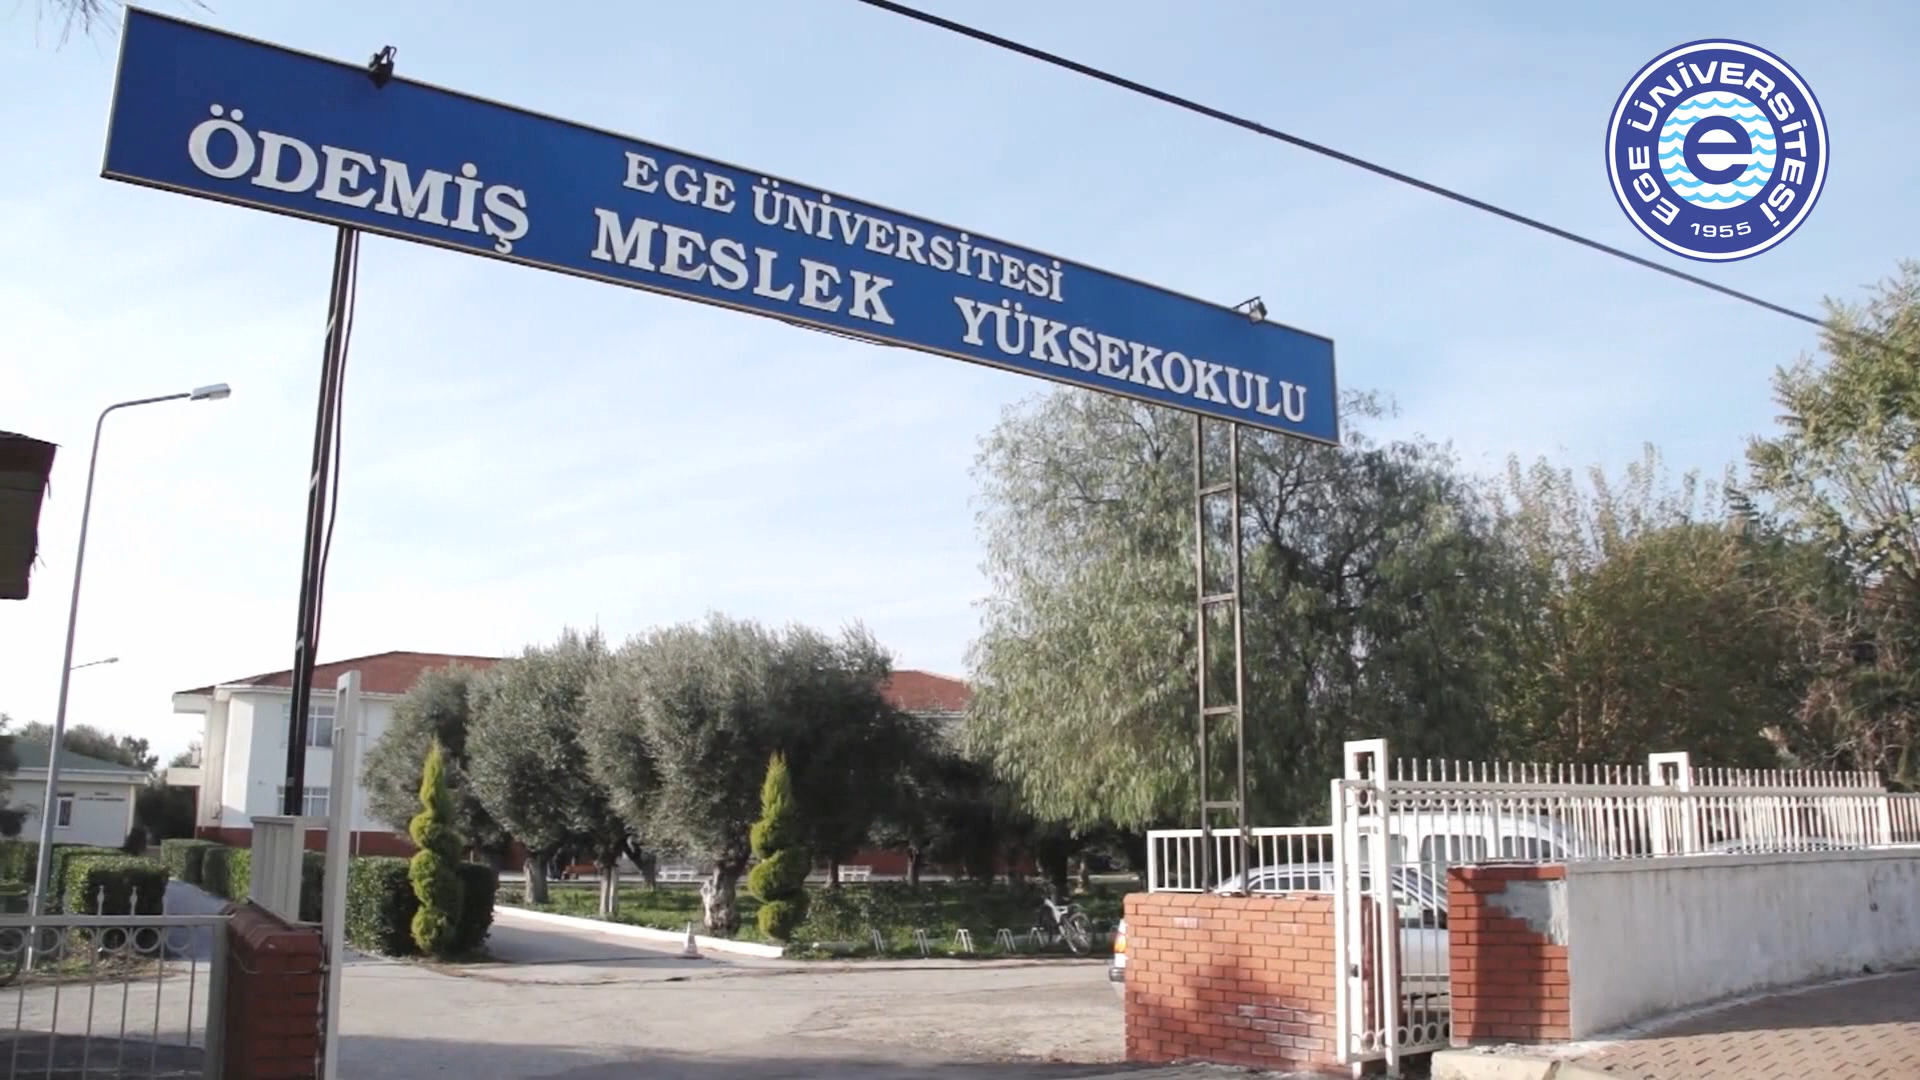 EGE ÜNİVERSİTESİ
ÖDEMİŞ MESLEK YÜKSEKOKULU
EGE ÜNİVERSİTESİ
e
1955